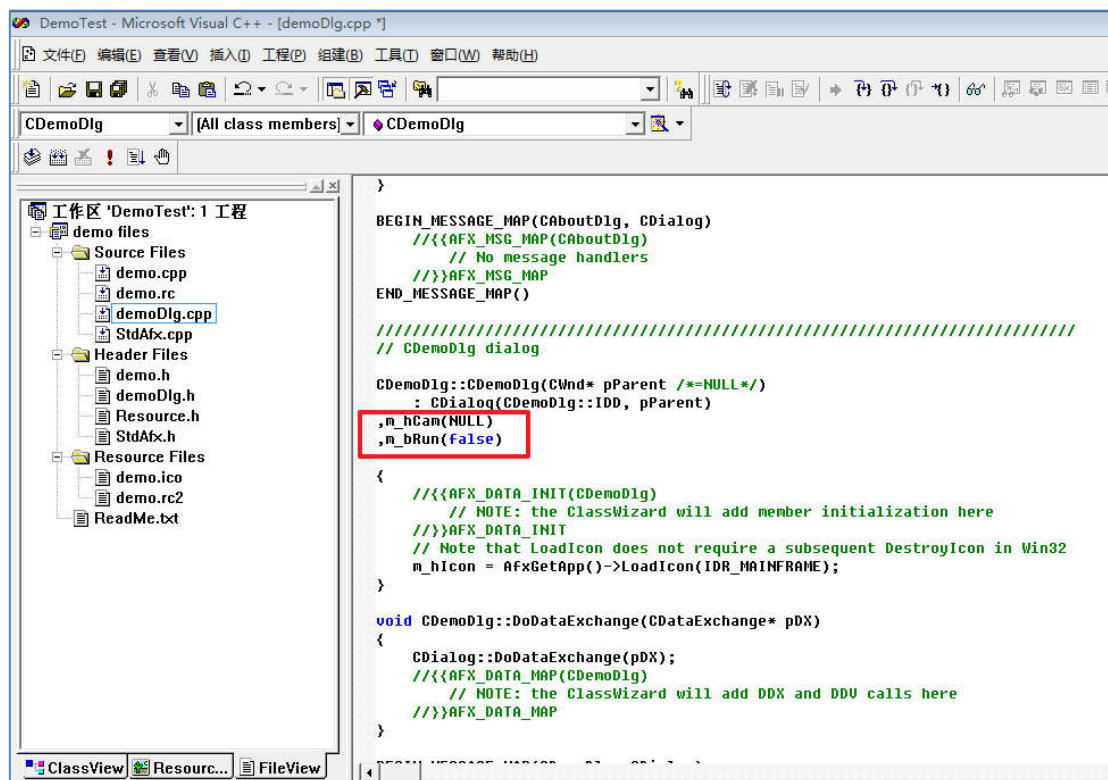 DemoTest - Microsoft Visual C++ - [demoDlg.cpp *]
文件(F) 编辑(E) 查看(V) 插入(I) 工程(P) 组建(B) 工具(T) 窗口(W) 帮助(H)
CDemoDlg [All class members] CDemoDlg
工作区 'DemoTest': 1 工程
demo files
Source Files
demo.cpp
demo.rc
demoDlg.cpp
StdAfx.cpp
Header Files
demo.h
demoDlg.h
Resource.h
StdAfx.h
Resource Files
demo.ico
demo.rc2
ReadMe.txt
ClassView Resourc... FileView
}
BEGIN_MESSAGE_MAP(CAboutDlg, CDialog)
//{{AFX_MSG_MAP(CAboutDlg)
// No message handlers
//}}AFX_MSG_MAP
END_MESSAGE_MAP()
/////////////////////////////////////////////////////////////////////////////
// CDemoDlg dialog
CDemoDlg::CDemoDlg(CWnd* pParent /*=NULL*/)
: CDialog(CDemoDlg::IDD, pParent)
,m_hCam(NULL)
,m_bRun(false)
{
//{{AFX_DATA_INIT(CDemoDlg)
// NOTE: the ClassWizard will add member initialization here
//}}AFX_DATA_INIT
// Note that LoadIcon does not require a subsequent DestroyIcon in Win32
m_hIcon = AfxGetApp()->LoadIcon(IDR_MAINFRAME);
}
void CDemoDlg::DoDataExchange(CDataExchange* pDX)
{
CDialog::DoDataExchange(pDX);
//{{AFX_DATA_MAP(CDemoDlg)
// NOTE: the ClassWizard will add DDX and DDV calls here
//}}AFX_DATA_MAP
}